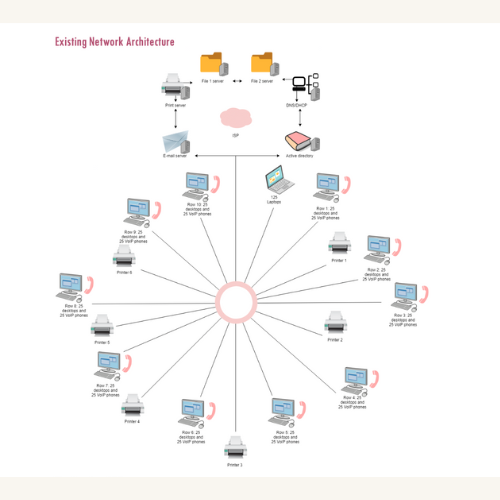 Existing Network Architecture
File 1 server
File 2 server
Print server
DNS/DHCP
ISP
E-mail server
Active directory
Row 10: 25
desktops and
25 VoIP phones
125
Laptops
Row 1: 25
desktops and
25 VoIP phones
Row 9: 25
desktops and
25 VoIP phones
Printer 1
Row 2: 25
desktops and
25 VoIP phones
Printer 6
Row 8: 25
desktops and
25 VoIP phones
Row 3: 25
desktops and
25 VoIP phones
Printer 5
Printer 2
Row 7: 25
desktops and
25 VoIP phones
Row 4: 25
desktops and
25 VoIP phones
Printer 4
Row 6: 25
desktops and
25 VoIP phones
Row 5: 25
desktops and
25 VoIP phones
Printer 3